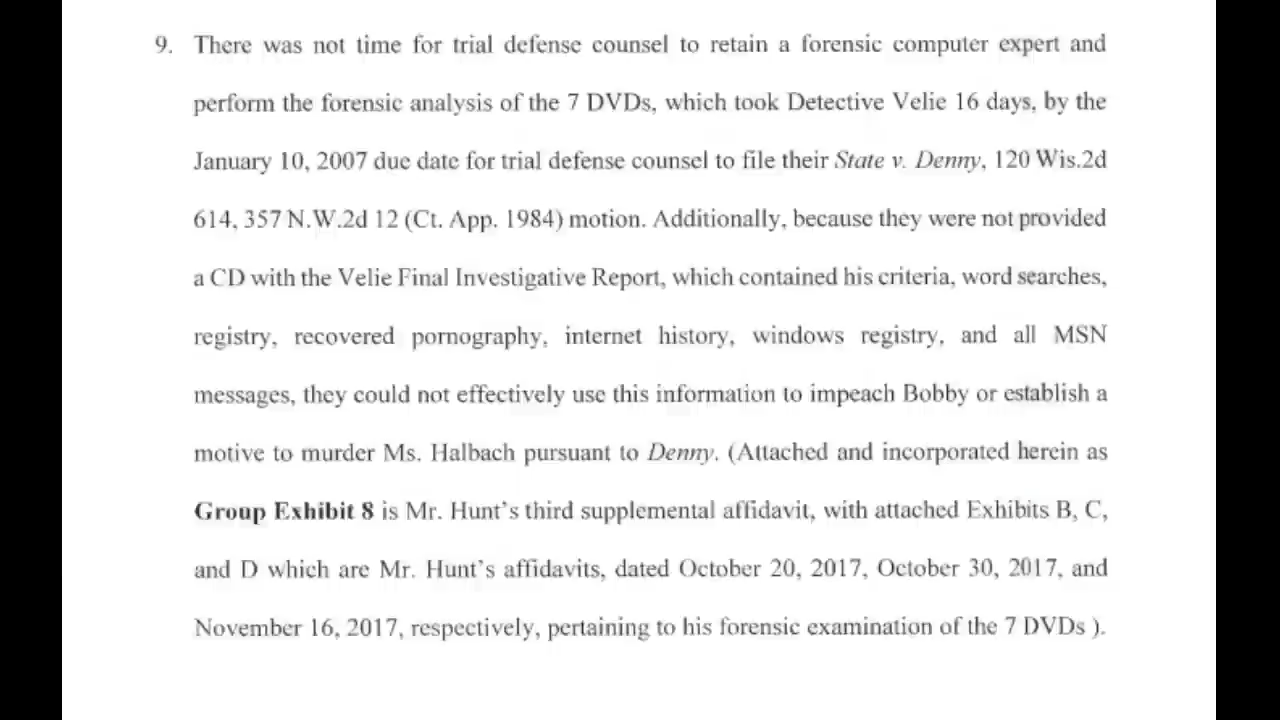 9. There was not time for trial defense counsel to retain a forensic computer expert and
perform the forensic analysis of the 7 DVDs, which took Detective Velie 16 days, by the
January 10, 2007 due date for trial defense counsel to file their State v. Denny, 120 Wis.2d
614, 357 N.W.2d 12 (Ct. App. 1984) motion. Additionally, because they were not provided
a CD with the Velie Final Investigative Report, which contained his criteria, word searches,
registry, recovered pornography, internet history, windows registry, and all MSN
messages, they could not effectively use this information to impeach Bobby or establish a
motive to murder Ms. Halbach pursuant to Denny. (Attached and incorporated herein as
Group Exhibit 8 is Mr. Hunt's third supplemental affidavit, with attached Exhibits B, C,
and D which are Mr. Hunt's affidavits, dated October 20, 2017, October 30, 2017, and
November 16, 2017, respectively, pertaining to his forensic examination of the 7 DVDs ).